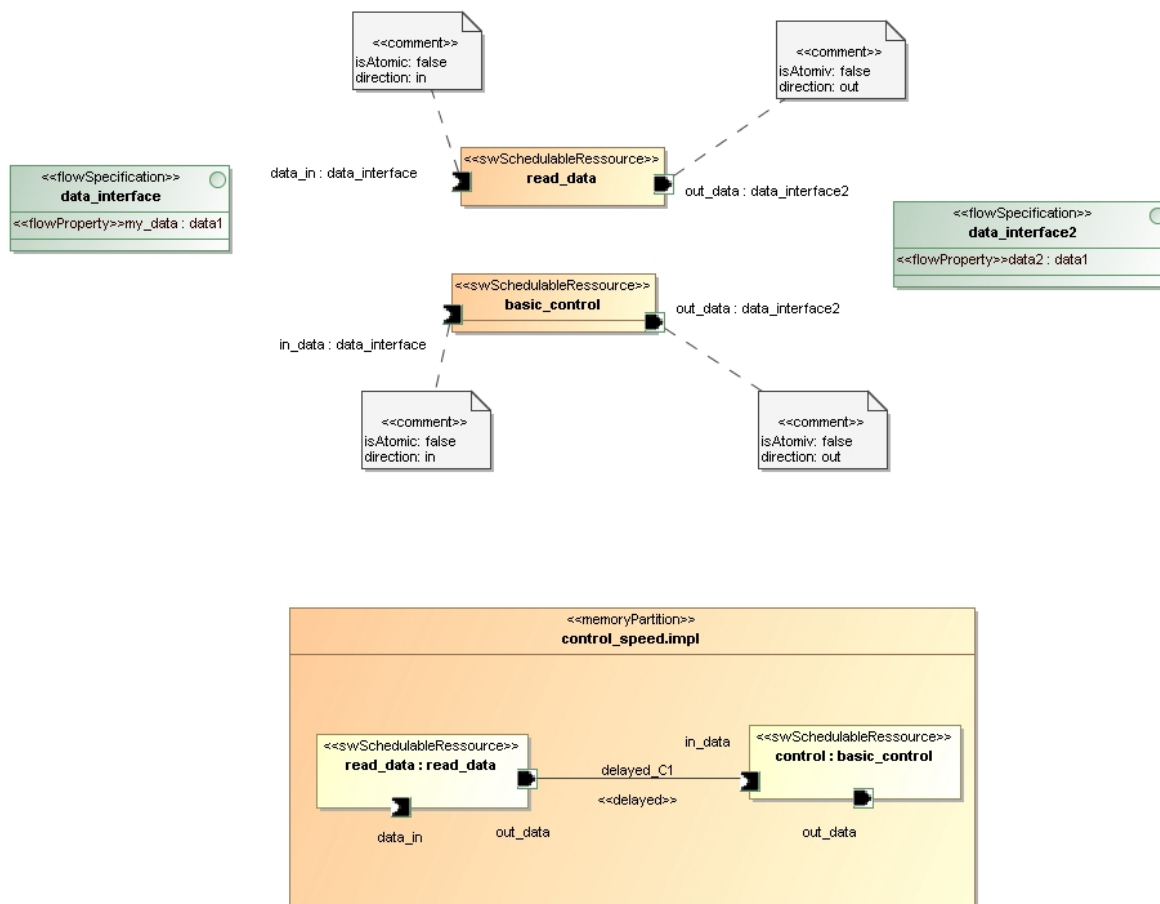 <<comment>>
isAtomic: false
direction: in
<<comment>>
isAtomiv: false
direction: out
<<flowSpecification>>
data_interface
<<flowProperty>>my_data : data1
data_in : data_interface
<<swSchedulableRessource>>
read_data
out_data : data_interface2
<<flowSpecification>>
data_interface2
<<flowProperty>>data2 : data1
<<swSchedulableRessource>>
basic_control
out_data : data_interface2
in_data : data_interface
<<comment>>
isAtomic: false
direction: in
<<comment>>
isAtomiv: false
direction: out
<<memoryPartition>>
control_speed.impl
<<swSchedulableRessource>>
read_data : read_data
delayed_C1
<<delayed>>
in_data
<<swSchedulableRessource>>
control : basic_control
data_in
out_data
out_data